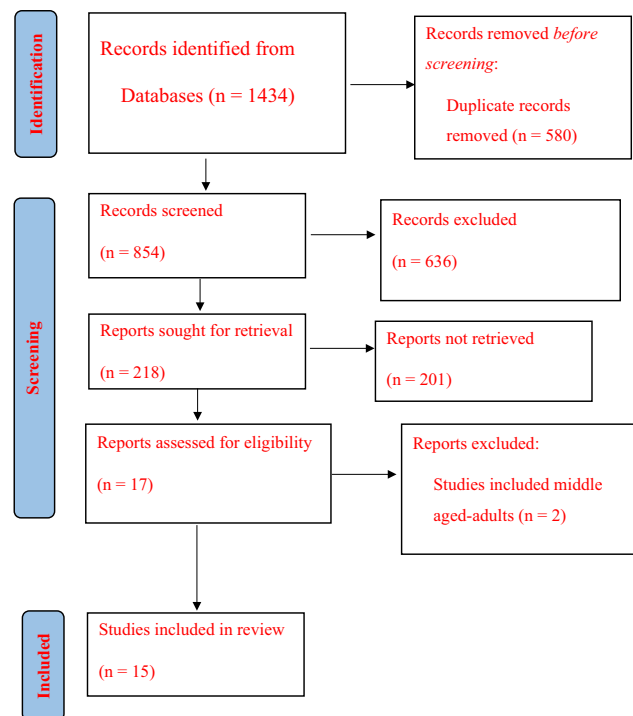 Identification
Records identified from
Databases (n = 1434)
Records removed before
screening:
Duplicate records
removed (n = 580)
Screening
Records screened
(n = 854)
Records excluded
(n = 636)
Reports sought for retrieval
(n = 218)
Reports not retrieved
(n = 201)
Reports assessed for eligibility
(n = 17)
Reports excluded:
Studies included middle
aged-adults (n = 2)
Included
Studies included in review
(n = 15)